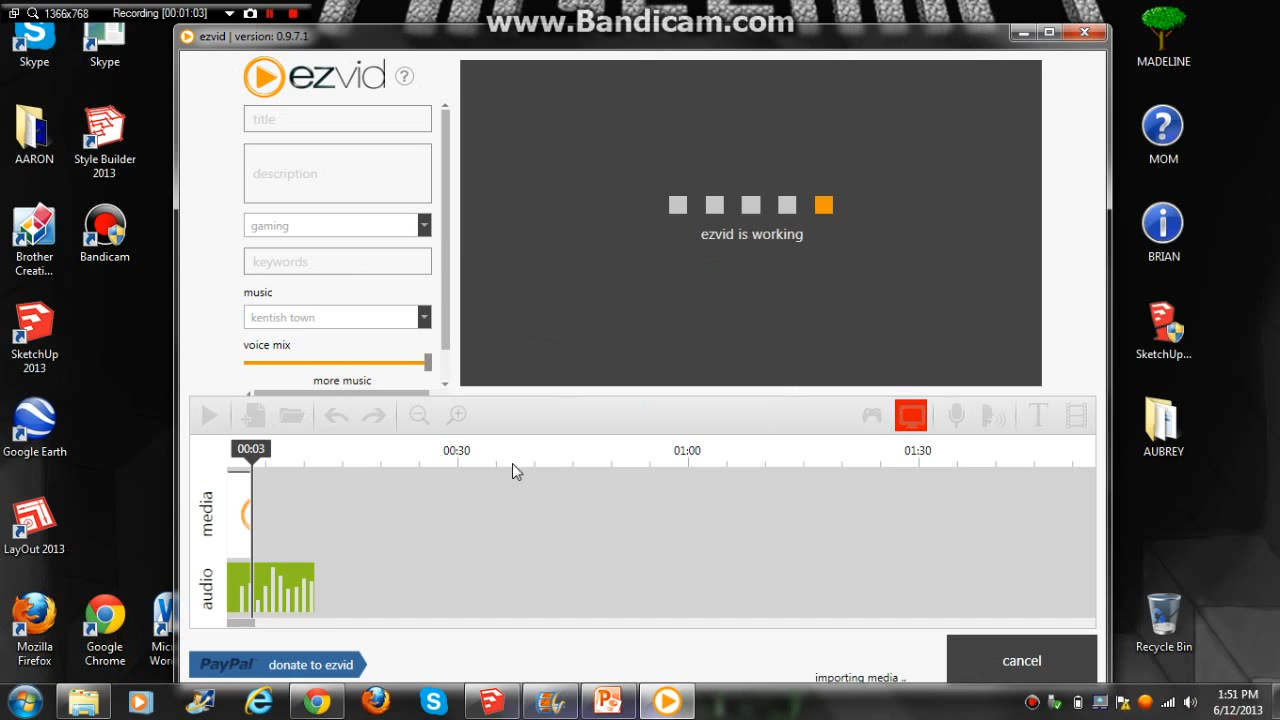 1366x768 Recording [00:01:03]
www.Bandicam.com
ezvid | version: 0.9.7.1
ezvid ?
title
description
gaming
keywords
music
kentish town
voice mix
more music
ezvid is working
00:03
00:30
01:00
01:30
media
audio
PayPal donate to ezvid
importing media ..
cancel
Skype
Skype
AARON
Style Builder
2013
Brother
Creati...
Bandicam
SketchUp
2013
Google Earth
LayOut 2013
Mozilla
Firefox
Google
Chrome
MADELINE
MOM
BRIAN
SketchUp...
AUBREY
Recycle Bin
1:51 PM
6/12/2013